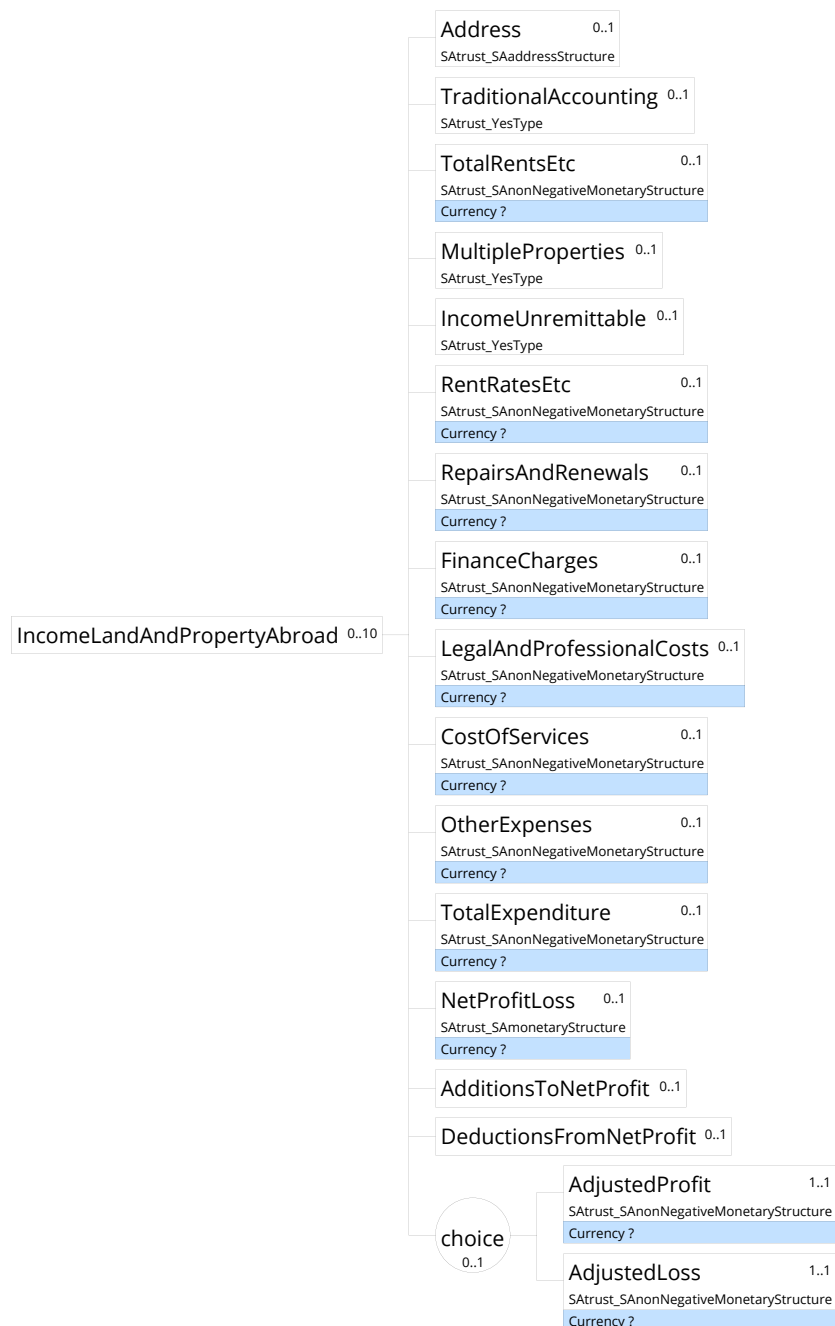 Address 0..1
SAtrust_SAaddressStructure
TraditionalAccounting 0..1
SAtrust_YesType
TotalRentsEtc 0..1
SAtrust_SAnonNegativeMonetaryStructure
Currency ?
MultipleProperties 0..1
SAtrust_YesType
IncomeUnremittable 0..1
SAtrust_YesType
RentRatesEtc 0..1
SAtrust_SAnonNegativeMonetaryStructure
Currency ?
RepairsAndRenewals 0..1
SAtrust_SAnonNegativeMonetaryStructure
Currency ?
FinanceCharges 0..1
SAtrust_SAnonNegativeMonetaryStructure
Currency ?
IncomeLandAndPropertyAbroad 0..10
LegalAndProfessionalCosts 0..1
SAtrust_SAnonNegativeMonetaryStructure
Currency ?
CostOfServices 0..1
SAtrust_SAnonNegativeMonetaryStructure
Currency ?
OtherExpenses 0..1
SAtrust_SAnonNegativeMonetaryStructure
Currency ?
TotalExpenditure 0..1
SAtrust_SAnonNegativeMonetaryStructure
Currency ?
NetProfitLoss 0..1
SAtrust_SAmonetaryStructure
Currency ?
AdditionsToNetProfit 0..1
DeductionsFromNetProfit 0..1
choice
0..1
AdjustedProfit 1..1
SAtrust_SAnonNegativeMonetaryStructure
Currency ?
AdjustedLoss 1..1
SAtrust_SAnonNegativeMonetaryStructure
Currency ?